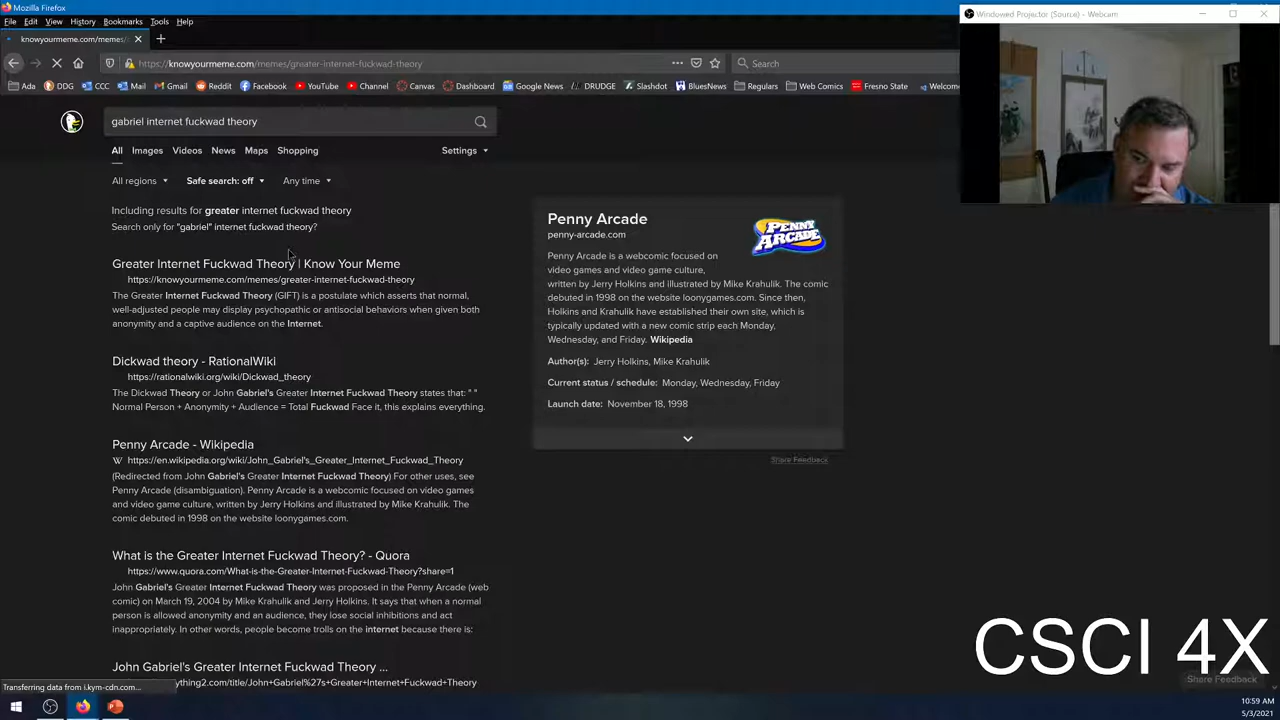 Mozilla Firefox
File Edit View History Bookmarks Tools Help
knowyourmeme.com/memes/
https://knowyourmeme.com/memes/greater-internet-fuckwad-theory
Search
Ada DDG CCC Mail Gmail Reddit Facebook YouTube Channel Canvas Dashboard Google News DRUDGE Slashdot BluesNews Regulars Web Comics Fresno State Welcome
Windowed Projector (Source) - Webcam
gabriel internet fuckwad theory
All Images Videos News Maps Shopping Settings
All regions Safe search: off Any time
Including results for greater internet fuckwad theory
Search only for "gabriel" internet fuckwad theory?
Greater Internet Fuckwad Theory | Know Your Meme
https://knowyourmeme.com/memes/greater-internet-fuckwad-theory
The Greater Internet Fuckwad Theory (GIFT) is a postulate which asserts that normal,
well-adjusted people may display psychopathic or antisocial behaviors when given both
anonymity and a captive audience on the Internet.
Dickwad theory - RationalWiki
https://rationalwiki.org/wiki/Dickwad_theory
The Dickwad Theory or John Gabriel's Greater Internet Fuckwad Theory states that: " "
Normal Person + Anonymity + Audience = Total Fuckwad Face it, this explains everything.
Penny Arcade - Wikipedia
W https://en.wikipedia.org/wiki/John_Gabriel's_Greater_Internet_Fuckwad_Theory
(Redirected from John Gabriel's Greater Internet Fuckwad Theory) For other uses, see
Penny Arcade (disambiguation). Penny Arcade is a webcomic focused on video games
and video game culture, written by Jerry Holkins and illustrated by Mike Krahulik. The
comic debuted in 1998 on the website loonygames.com.
What is the Greater Internet Fuckwad Theory? - Quora
https://www.quora.com/What-is-the-Greater-Internet-Fuckwad-Theory?share=1
John Gabriel's Greater Internet Fuckwad Theory was proposed in the Penny Arcade (web
comic) on March 19, 2004 by Mike Krahulik and Jerry Holkins. It says that when a normal
person is allowed anonymity and an audience, they lose social inhibitions and act
inappropriately. In other words, people become trolls on the internet because there is:
John Gabriel's Greater Internet Fuckwad Theory ...
ything2.com/title/John+Gabriel%27s+Greater+Internet+Fuckwad+Theory
Transferring data from i.kym-cdn.com...
Penny Arcade
penny-arcade.com
PENNY ARCADE
Penny Arcade is a webcomic focused on
video games and video game culture,
written by Jerry Holkins and illustrated by Mike Krahulik. The comic
debuted in 1998 on the website loonygames.com. Since then,
Holkins and Krahulik have established their own site, which is
typically updated with a new comic strip each Monday,
Wednesday, and Friday. Wikipedia
Author(s): Jerry Holkins, Mike Krahulik
Current status / schedule: Monday, Wednesday, Friday
Launch date: November 18, 1998
Share Feedback
CSCI 4X
Share Feedback
10:59 AM
5/3/2021